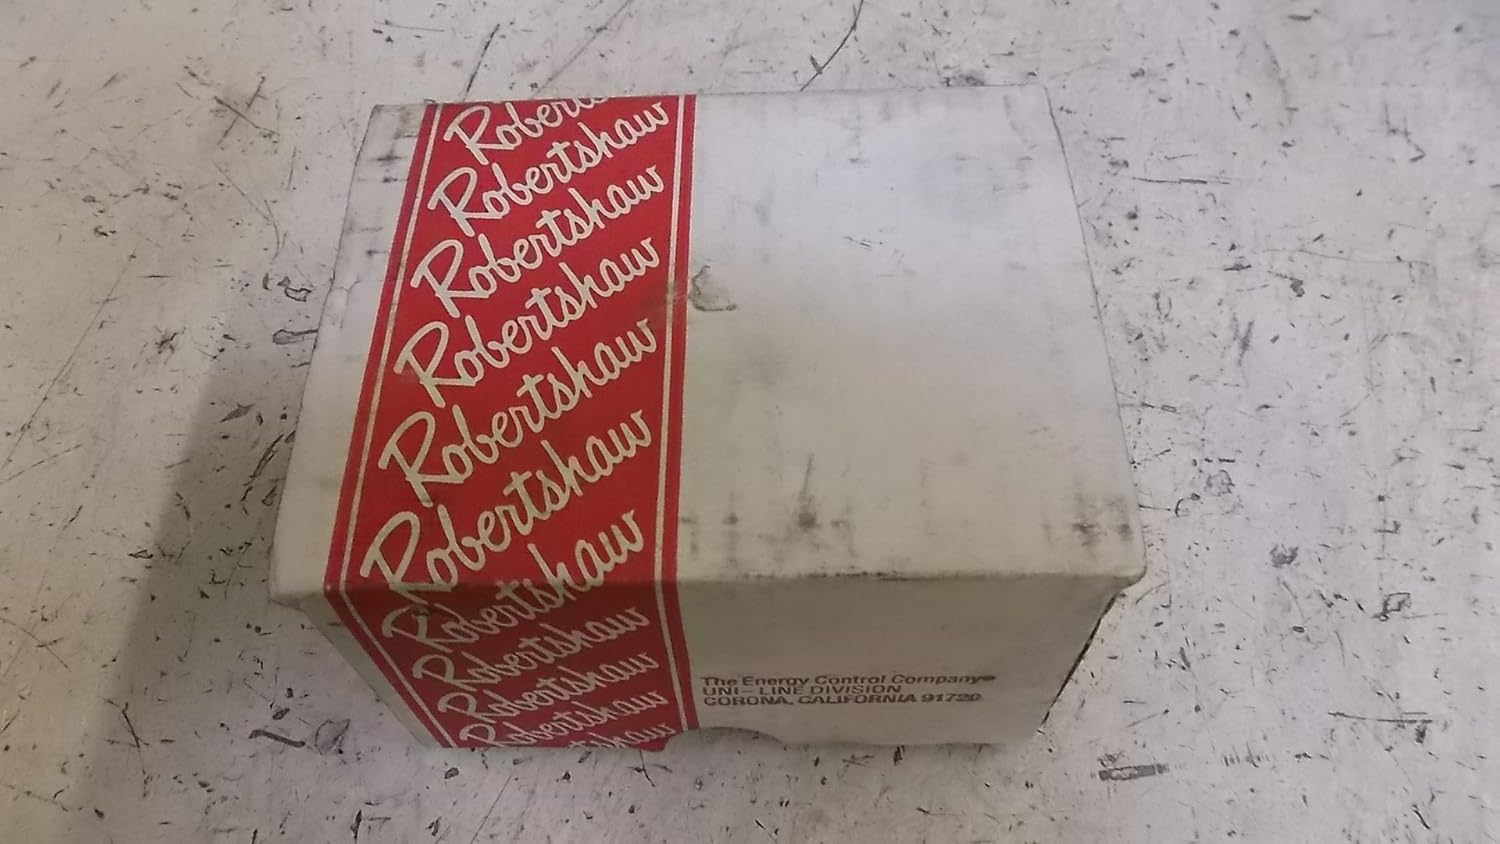 Robertshaw
Robertshaw
Robertshaw
Robertshaw
Robertshaw
Robertshaw
Robertshaw
Robertshaw
Robertshaw
The Energy Control Company®
UNI-LINE DIVISION
CORONA, CALIFORNIA 91720